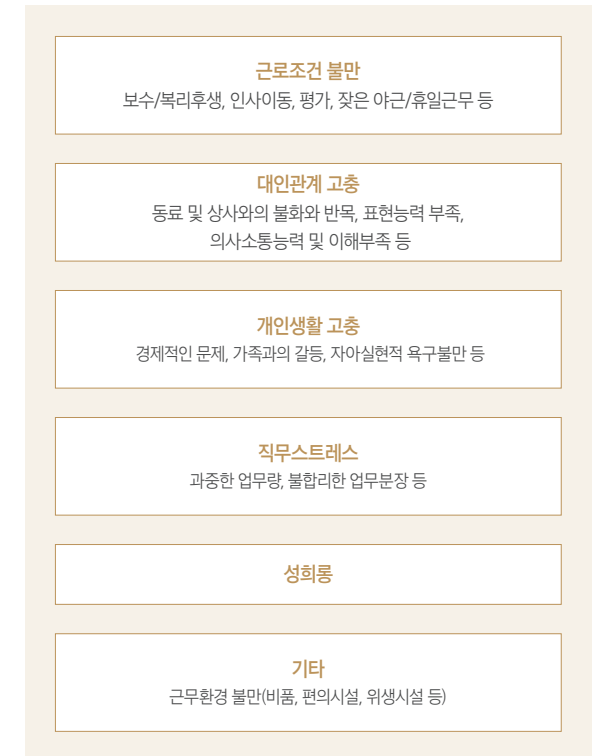 근로조건 불만
보수/복리후생, 인사이동, 평가, 잦은 야근/휴일근무 등
대인관계 고충
동료 및 상사와의 불화와 반목, 표현능력 부족,
의사소통능력 및 이해부족 등
개인생활 고충
경제적인 문제, 가족과의 갈등, 자아실현적 욕구불만 등
직무스트레스
과중한 업무량, 불합리한 업무분장 등
성희롱
기타
근무환경 불만(비품, 편의시설, 위생시설 등)